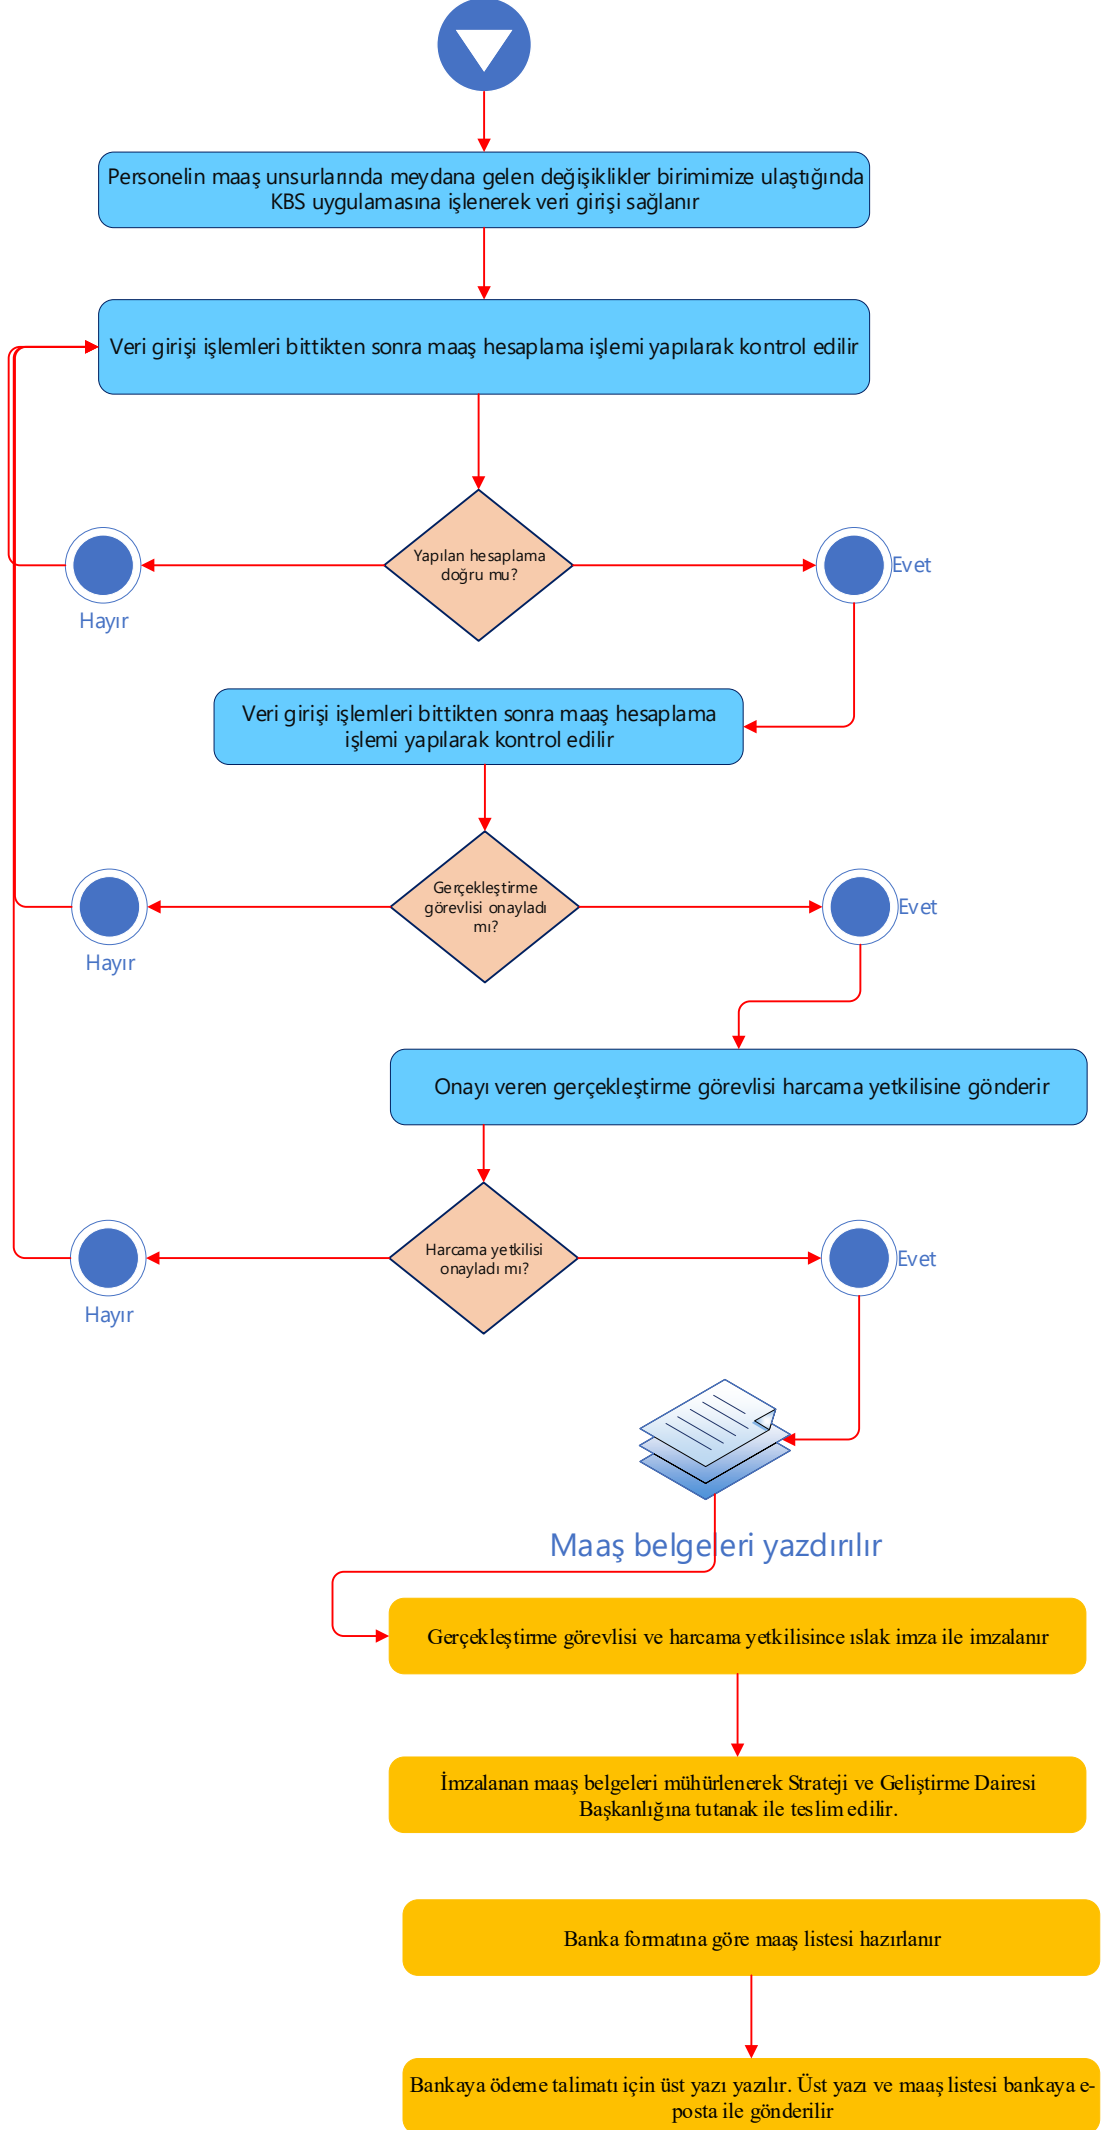 Personelin maaş unsurlarında meydana gelen değişiklikler birimimize ulaştığında
KBS uygulamasına işlenerek veri girişi sağlanır
Veri girişi işlemleri bittikten sonra maaş hesaplama işlemi yapılarak kontrol edilir
Yapılan hesaplama
doğru mu?
Evet
Hayır
Veri girişi işlemleri bittikten sonra maaş hesaplama
işlemi yapılarak kontrol edilir
Gerçekleştirme
görevlisi onayladı
mı?
Evet
Hayır
Onayı veren gerçekleştirme görevlisi harcama yetkilisine gönderir
Harcama yetkilisi
onayladı mı?
Evet
Hayır
Maaş belgeleri yazdırılır
Gerçekleştirme görevlisi ve harcama yetkilisince ıslak imza ile imzalanır
İmzalanan maaş belgeleri mühürlenerek Strateji ve Geliştirme Dairesi
Başkanlığına tutanak ile teslim edilir.
Banka formatına göre maaş listesi hazırlanır
Bankaya ödeme talimatı için üst yazı yazılır. Üst yazı ve maaş listesi bankaya e-
posta ile gönderilir